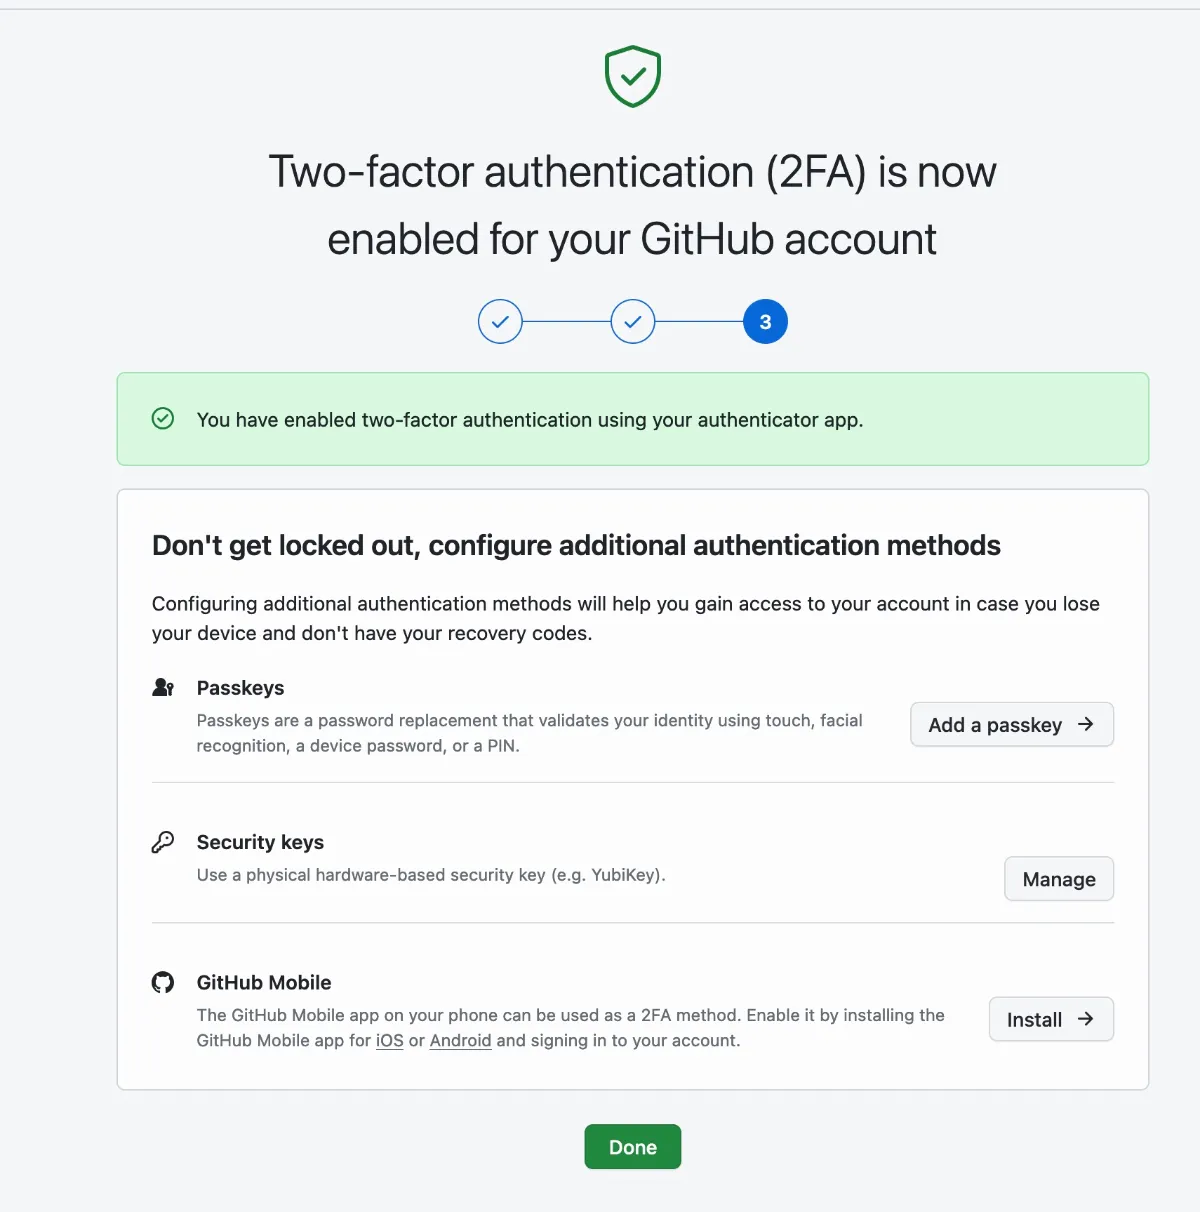 Two-factor authentication (2FA) is now
enabled for your GitHub account
3
You have enabled two-factor authentication using your authenticator app.
Don't get locked out, configure additional authentication methods
Configuring additional authentication methods will help you gain access to your account in case you lose
your device and don't have your recovery codes.
Passkeys
Passkeys are a password replacement that validates your identity using touch, facial
recognition, a device password, or a PIN.
Add a passkey →
Security keys
Use a physical hardware-based security key (e.g. YubiKey).
Manage
GitHub Mobile
The GitHub Mobile app on your phone can be used as a 2FA method. Enable it by installing the
GitHub Mobile app for iOS or Android and signing in to your account.
Install →
Done